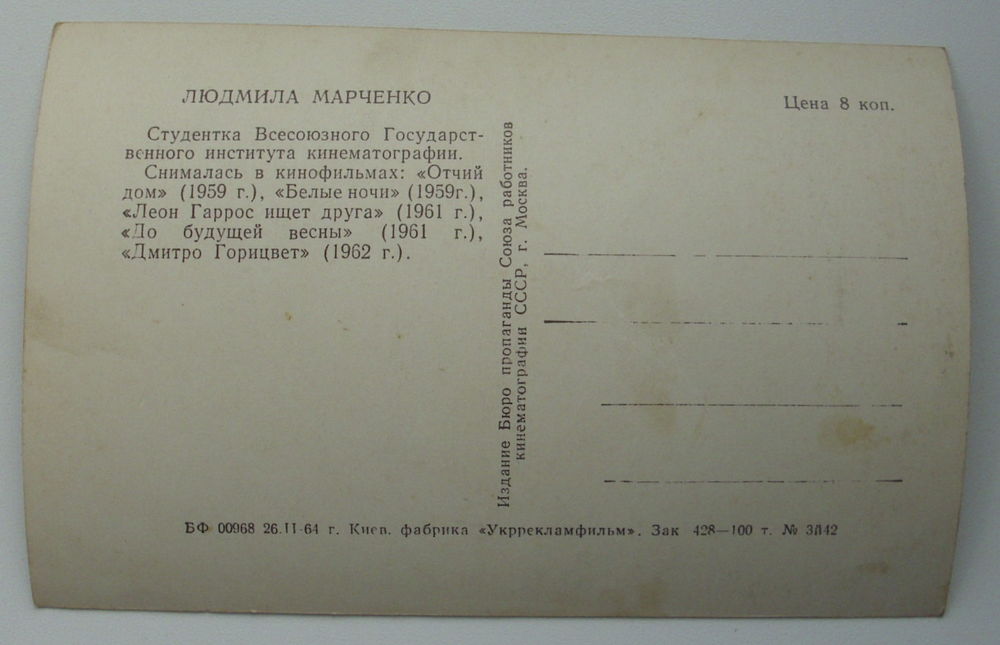 ЛЮДМИЛА МАРЧЕНКО
Студентка Всесоюзного Государст-
венного института кинематографии.
Снималась в кинофильмах: «Отчий
дом» (1959 г.), «Белые ночи» (1959г.),
«Леон Гаррос ищет друга» (1961 г.),
«До будущей весны» (1961 г.),
«Дмитро Горицвет» (1962 г.).
Издание Бюро пропаганды Союза работников
кинематографии СССР, г. Москва.
Цена 8 коп.
БФ 00968 26.II-64 г. Киев. фабрика «Укррекламфильм». Зак 428—100 т. №